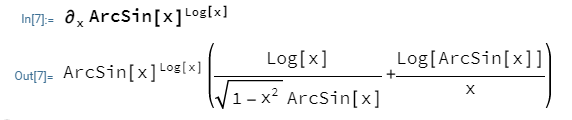 In[7]:= ∂ₓ ArcSin[x]^Log[x]
Out[7]= ArcSin[x]^Log[x] (Log[x]/(√(1-x²) ArcSin[x]) + Log[ArcSin[x]]/x)